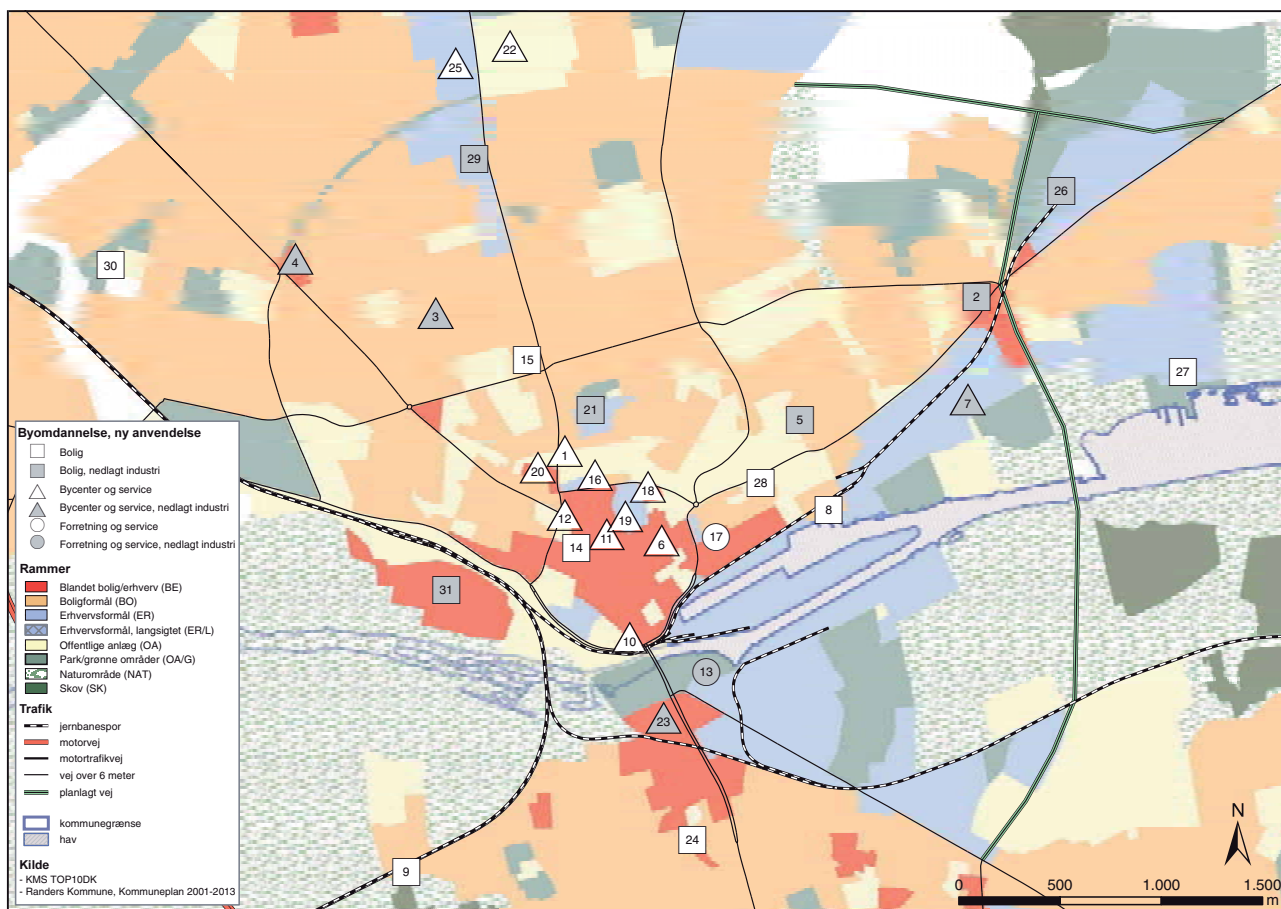 22
25
29
26
30
4
2
3
15
27
7
21
5
1
20
16
28
18
8
12
19
17
11
6
14
31
10
13
23
24
9
Byomdannelse, ny anvendelse
Bolig
Bolig, nedlagt industri
Bycenter og service
Bycenter og service, nedlagt industri
Forretning og service
Forretning og service, nedlagt industri
Rammer
Blandet bolig/erhverv (BE)
Boligformål (BO)
Erhvervsformål (ER)
Erhvervsformål, langsigtet (ER/L)
Offentlige anlæg (OA)
Park/grønne områder (OA/G)
Naturområde (NAT)
Skov (SK)
Trafik
jernbanespor
motorvej
motortrafikvej
vej over 6 meter
planlagt vej
kommunegrænse
hav
Kilde
- KMS TOP10DK
- Randers Kommune, Kommuneplan 2001-2013
N
0 500 1.000 1.500
m